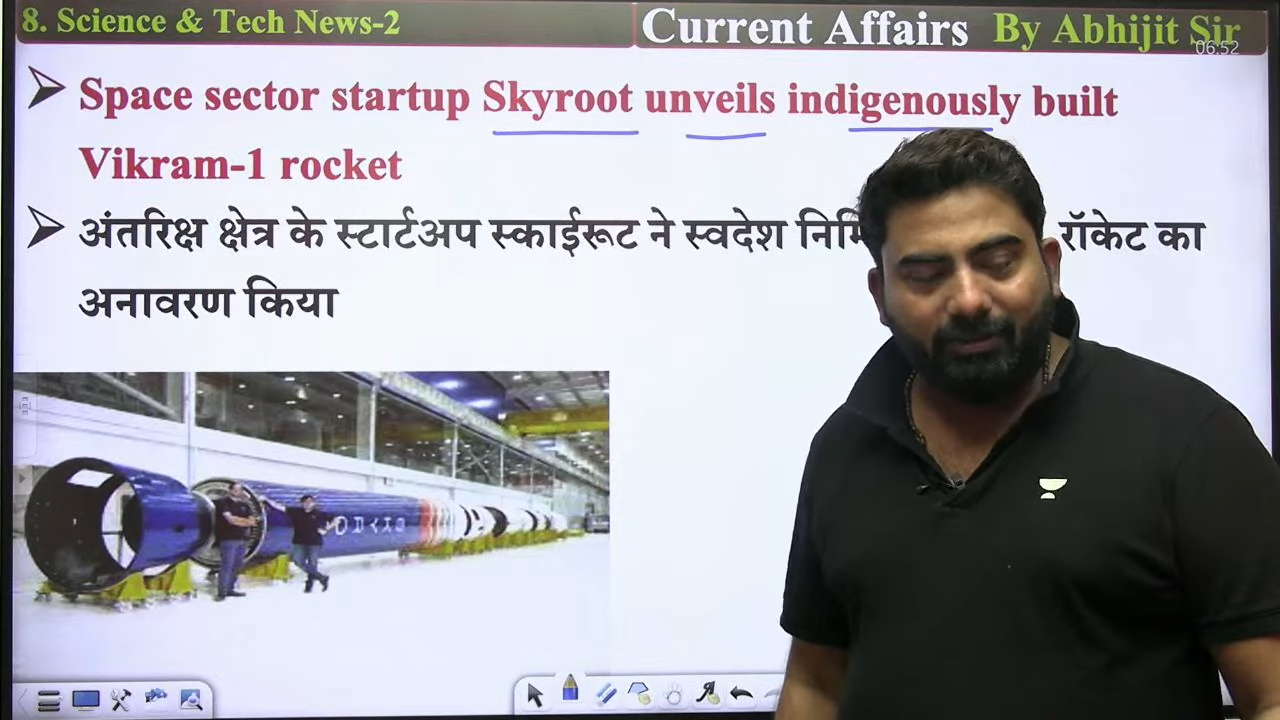 8. Science & Tech News-2
Current Affairs By Abhijit Sir
06:52
Space sector startup Skyroot unveils indigenously built
Vikram-1 rocket
अंतरिक्ष क्षेत्र के स्टार्टअप स्काईरूट ने स्वदेश रॉकेट का
अनावरण किया